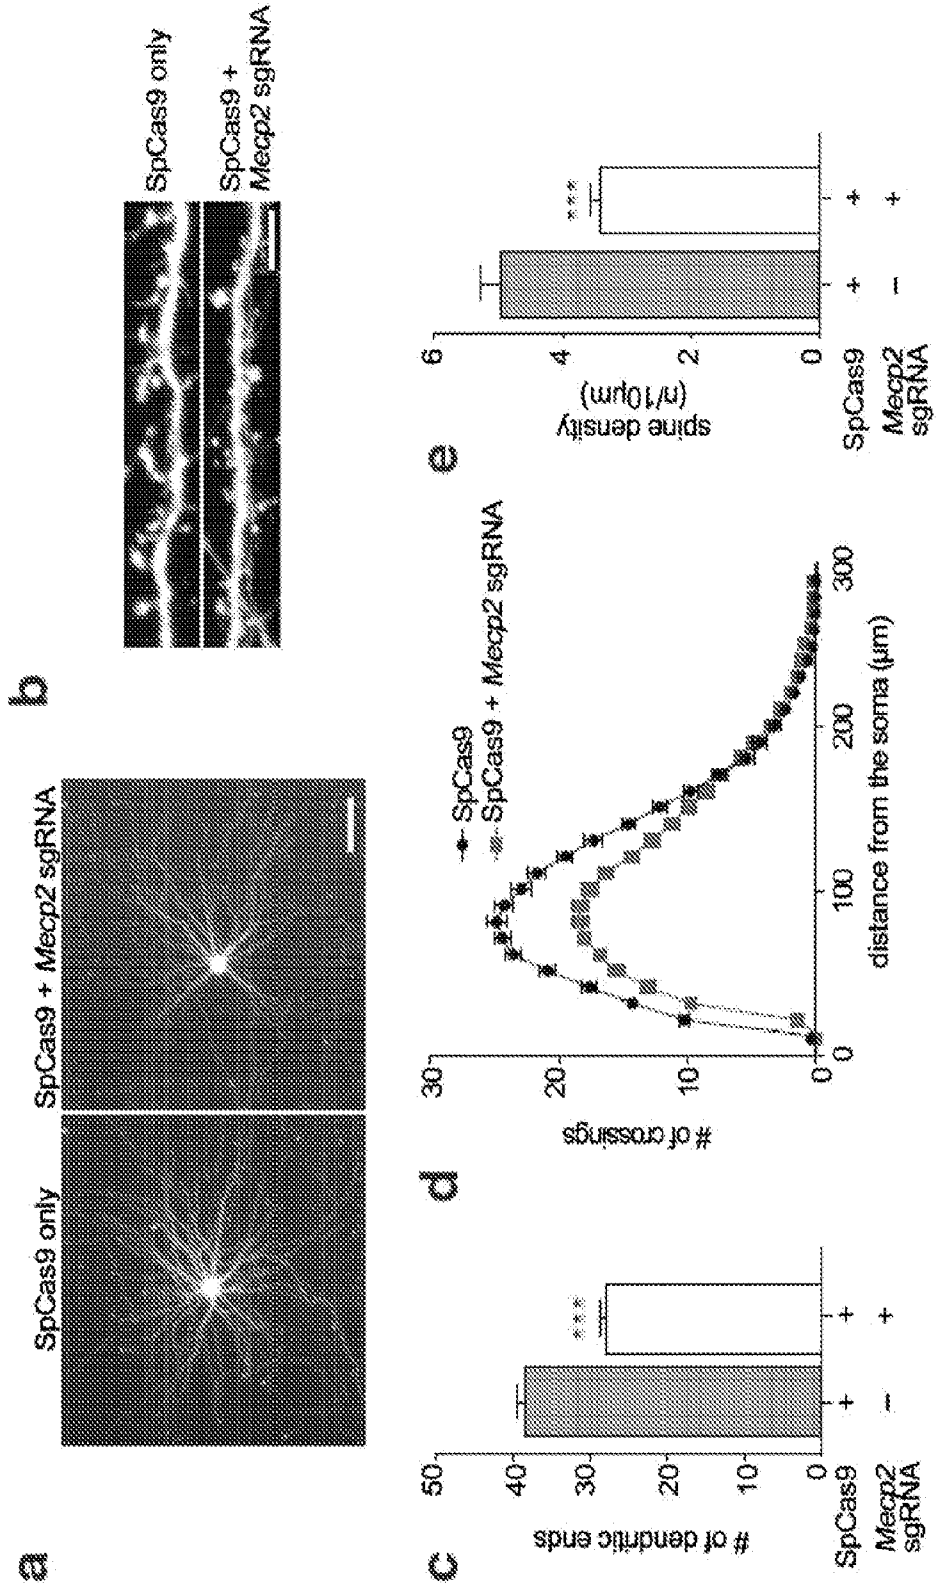 a
SpCas9 only
SpCas9 + Mecp2 sgRNA
b
SpCas9 only
SpCas9 +
Mecp2 sgRNA
c
# of dendritic ends
50
40
30
20
10
0
SpCas9
+
+
Mecp2
sgRNA
−
+
***
d
# of crossings
30
20
10
0
0
100
200
300
distance from the soma (µm)
SpCas9
SpCas9 + Mecp2 sgRNA
e
spine density
(n/10µm)
6
4
2
0
SpCas9
+
+
Mecp2
sgRNA
−
+
***